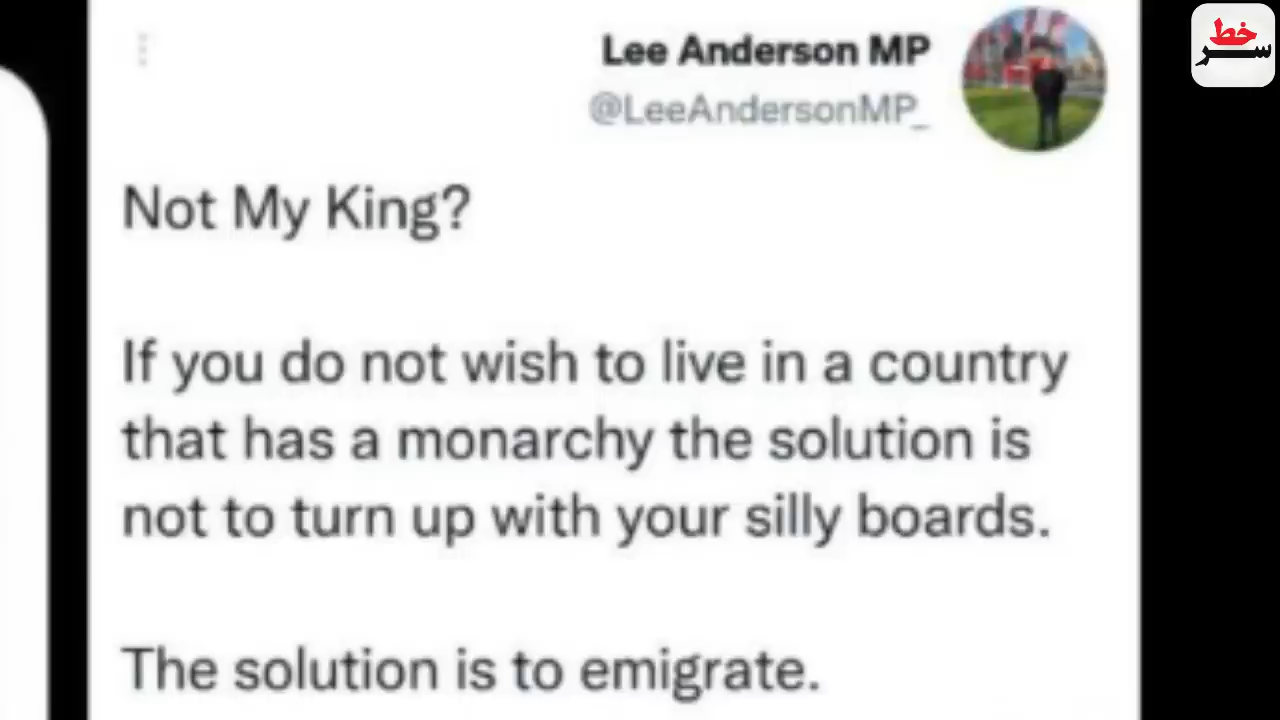 Lee Anderson MP
@LeeAndersonMP_
Not My King?
If you do not wish to live in a country
that has a monarchy the solution is
not to turn up with your silly boards.
The solution is to emigrate.
خط
سر